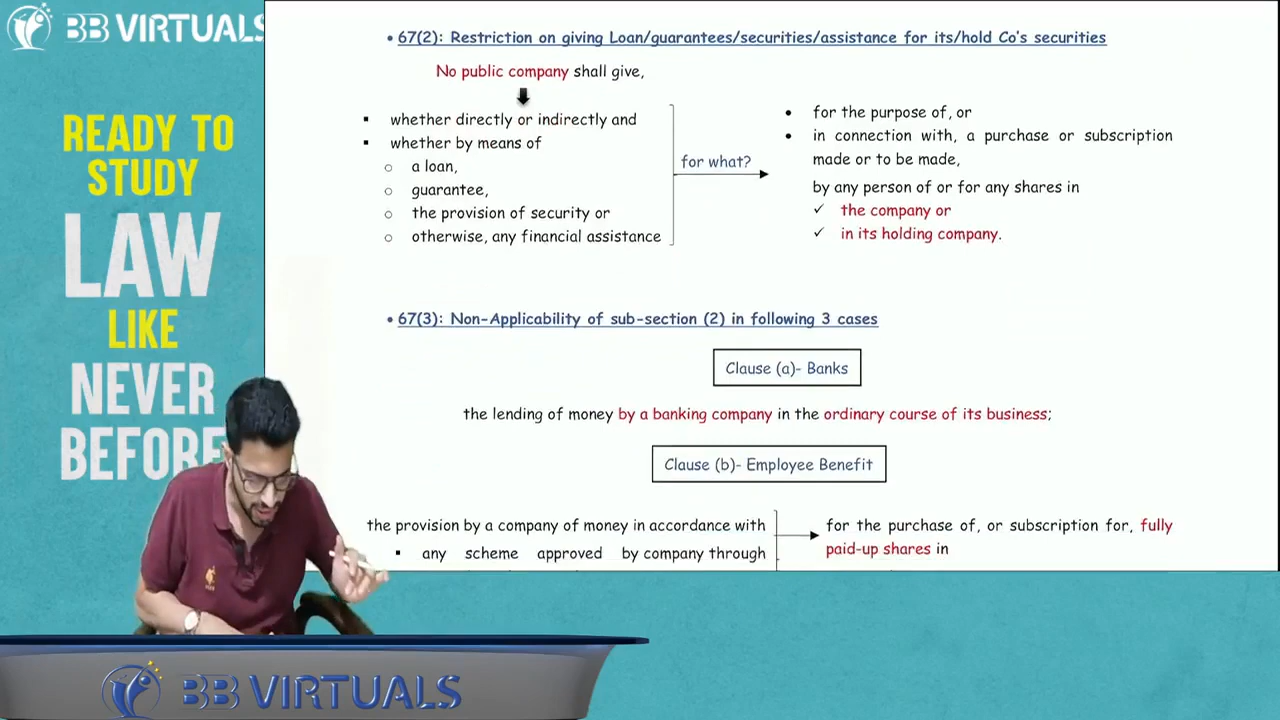 BB VIRTUALS
READY TO
STUDY
LAW
LIKE
NEVER
BEFORE
• 67(2): Restriction on giving Loan/guarantees/securities/assistance for its/hold Co's securities
No public company shall give,
▪ whether directly or indirectly and
▪ whether by means of
o a loan,
o guarantee,
o the provision of security or
o otherwise, any financial assistance
for what?
• for the purpose of, or
• in connection with, a purchase or subscription
made or to be made,
by any person of or for any shares in
✓ the company or
✓ in its holding company.
• 67(3): Non-Applicability of sub-section (2) in following 3 cases
Clause (a)- Banks
the lending of money by a banking company in the ordinary course of its business;
Clause (b)- Employee Benefit
the provision by a company of money in accordance with
▪ any scheme approved by company through
for the purchase of, or subscription for, fully
paid-up shares in
BB VIRTUALS